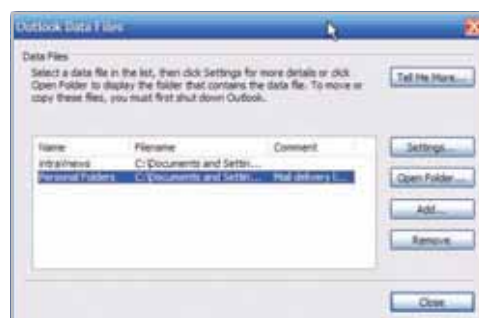 Outlook Data Files
Data Files
Select a data file in the list, then click Settings for more details or click
Open Folder to display the folder that contains the data file. To move or
copy these files, you must first shut down Outlook.
Tell Me More...
Name Filename Comment
intraVnews C:\Documents and Settin...
Personal Folders C:\Documents and Settin... Mail delivery l...
Settings...
Open Folder...
Add...
Remove
Close